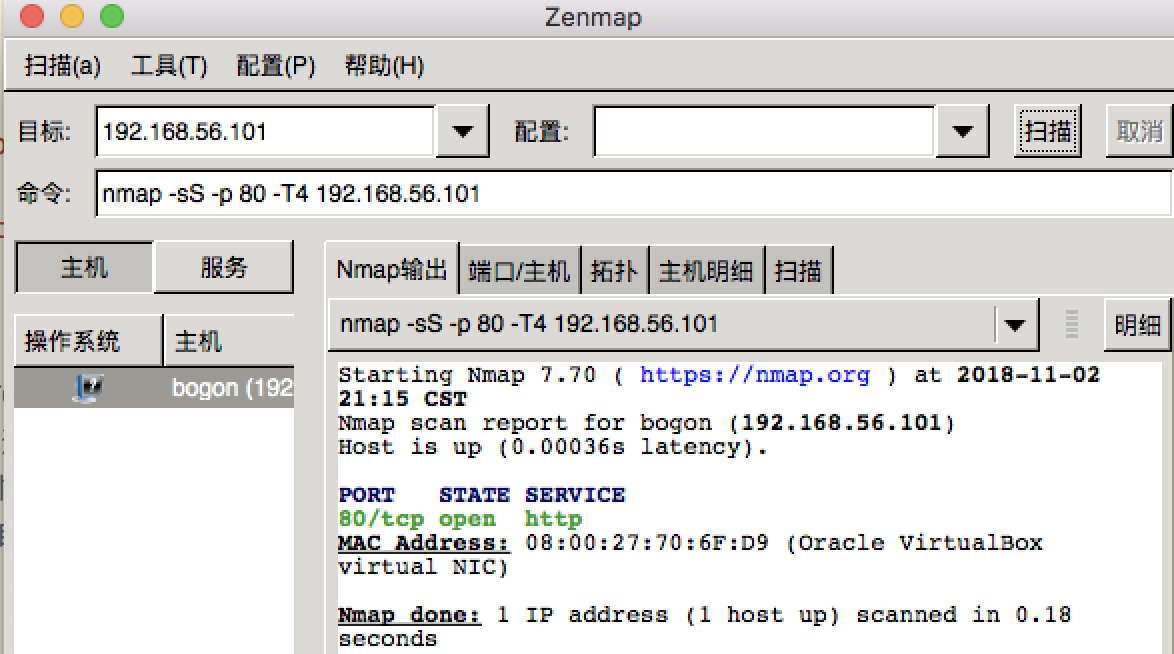 Zenmap
扫描(a) 工具(T) 配置(P) 帮助(H)
目标: 192.168.56.101 配置: 扫描 取消
命令: nmap -sS -p 80 -T4 192.168.56.101
主机 服务
Nmap输出 端口/主机 拓扑 主机明细 扫描
nmap -sS -p 80 -T4 192.168.56.101 明细
操作系统 主机
bogon (192
Starting Nmap 7.70 ( https://nmap.org ) at 2018-11-02
21:15 CST
Nmap scan report for bogon (192.168.56.101)
Host is up (0.00036s latency).
PORT STATE SERVICE
80/tcp open http
MAC Address: 08:00:27:70:6F:D9 (Oracle VirtualBox
virtual NIC)
Nmap done: 1 IP address (1 host up) scanned in 0.18
seconds